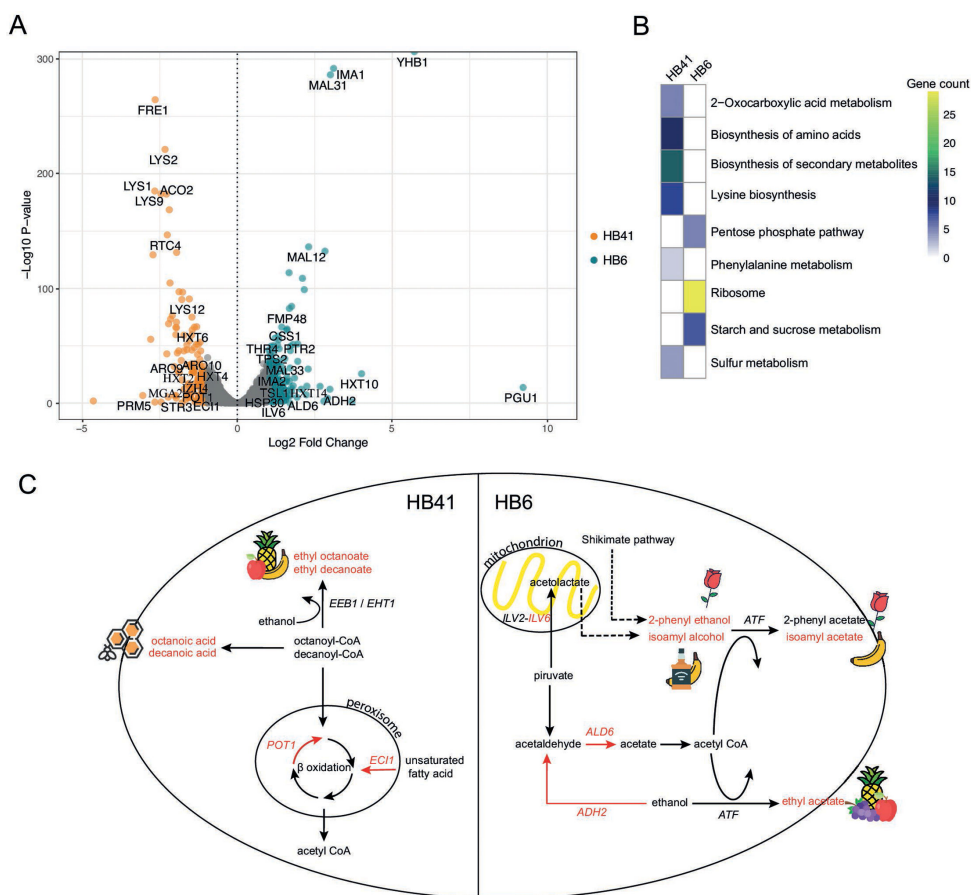 A
300
200
100
0
−Log10 P-value
YHB1
IMA1
MAL31
FRE1
LYS2
LYS1
ACO2
LYS9
RTC4
MAL12
LYS12
FMP48
HXT6
CSS1
THR4
PTR2
TPS2
ARO9
ARO10
MAL33
HXT2
HXT4
IMA2
HXT10
MGA2
IZH4
TSL1
HXT14
PGU1
POT1
PRM5
STR3
ECI1
HSP30
ILV6
ALD6
ADH2
−5
0
5
10
Log2 Fold Change
HB41
HB6
B
HB41
HB6
2−Oxocarboxylic acid metabolism
Biosynthesis of amino acids
Biosynthesis of secondary metabolites
Lysine biosynthesis
Pentose phosphate pathway
Phenylalanine metabolism
Ribosome
Starch and sucrose metabolism
Sulfur metabolism
Gene count
25
20
15
10
5
0
C
HB41
ethyl octanoate
ethyl decanoate
EEB1 / EHT1
ethanol
octanoic acid
decanoic acid
octanoyl-CoA
decanoyl-CoA
peroxisome
POT1
β oxidation
ECI1
unsaturated
fatty acid
acetyl CoA
HB6
mitochondrion
Shikimate pathway
acetolactate
ILV2-ILV6
2-phenyl ethanol
isoamyl alcohol
ATF
2-phenyl acetate
isoamyl acetate
piruvate
acetaldehyde
ALD6
acetate
acetyl CoA
ethanol
ADH2
ATF
ethyl acetate